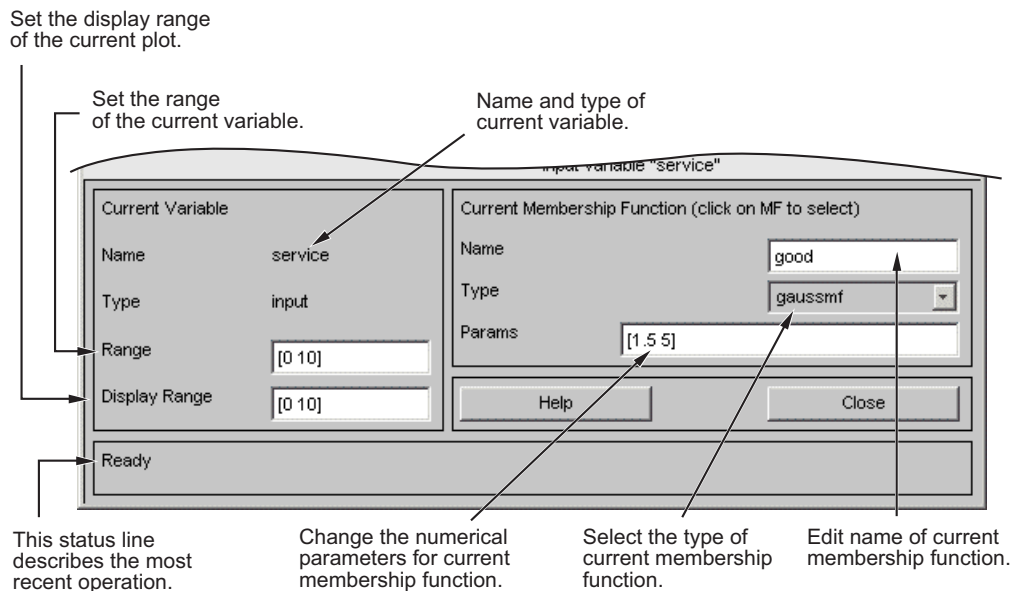 Set the display range
of the current plot.
Set the range
of the current variable.
Name and type of
current variable.
input variable "service"
Current Variable
Name
service
Type
input
Range
[0 10]
Display Range
[0 10]
Current Membership Function (click on MF to select)
Name
good
Type
gaussmf
Params
[1.5 5]
Help
Close
Ready
This status line
describes the most
recent operation.
Change the numerical
parameters for current
membership function.
Select the type of
current membership
function.
Edit name of current
membership function.